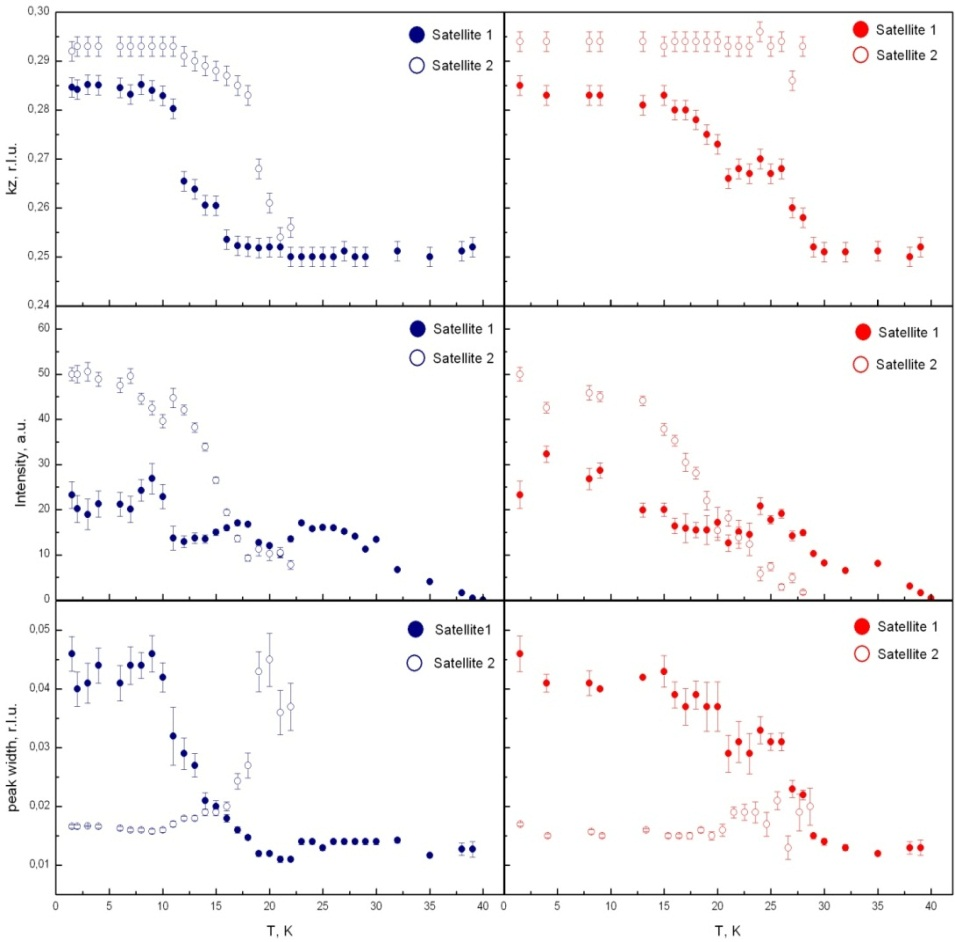 0,30
0,29
0,28
0,27
0,26
0,25
0,24
kz, r.l.u.
Satellite 1
Satellite 2
Satellite 1
Satellite 2
60
50
40
30
20
10
0
Intensity, a.u.
Satellite 1
Satellite 2
Satellite 1
Satellite 2
0,05
0,04
0,03
0,02
0,01
peak width, r.l.u.
Satellite1
Satellite 2
Satellite 1
Satellite 2
0 5 10 15 20 25 30 35 40
0 5 10 15 20 25 30 35 40
T, K
T, K